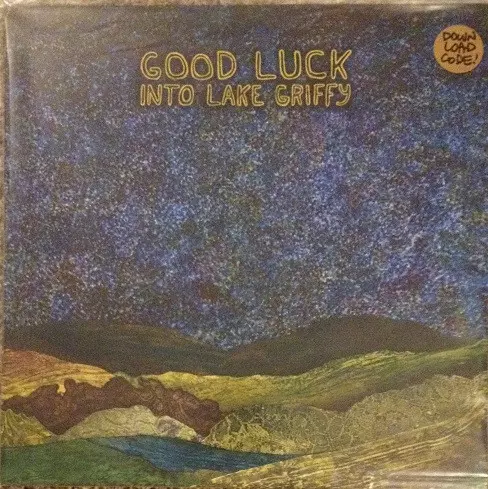 GOOD LUCK
INTO LAKE GRIFFY
DOWN
LOAD
CODE!